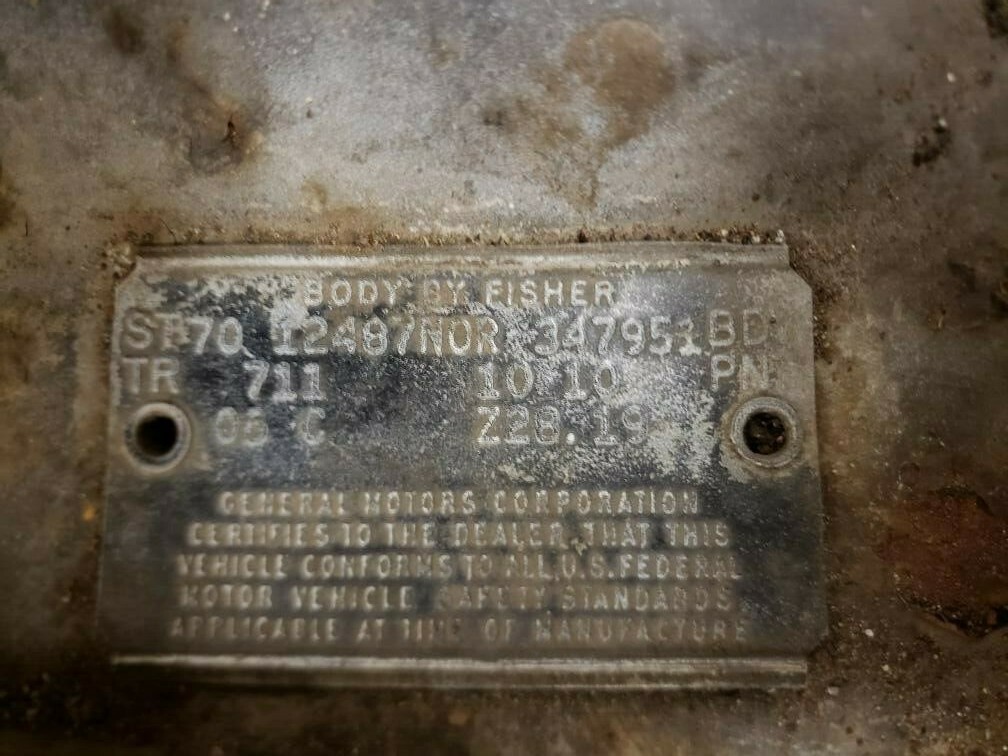 BODY BY FISHER
ST 70 12487 NOR 347951 BD
TR 711 10 10 PN
05 C Z28.19
GENERAL MOTORS CORPORATION
CERTIFIES TO THE DEALER THAT THIS
VEHICLE CONFORMS TO ALL U.S. FEDERAL
MOTOR VEHICLE SAFETY STANDARDS
APPLICABLE AT TIME OF MANUFACTURE